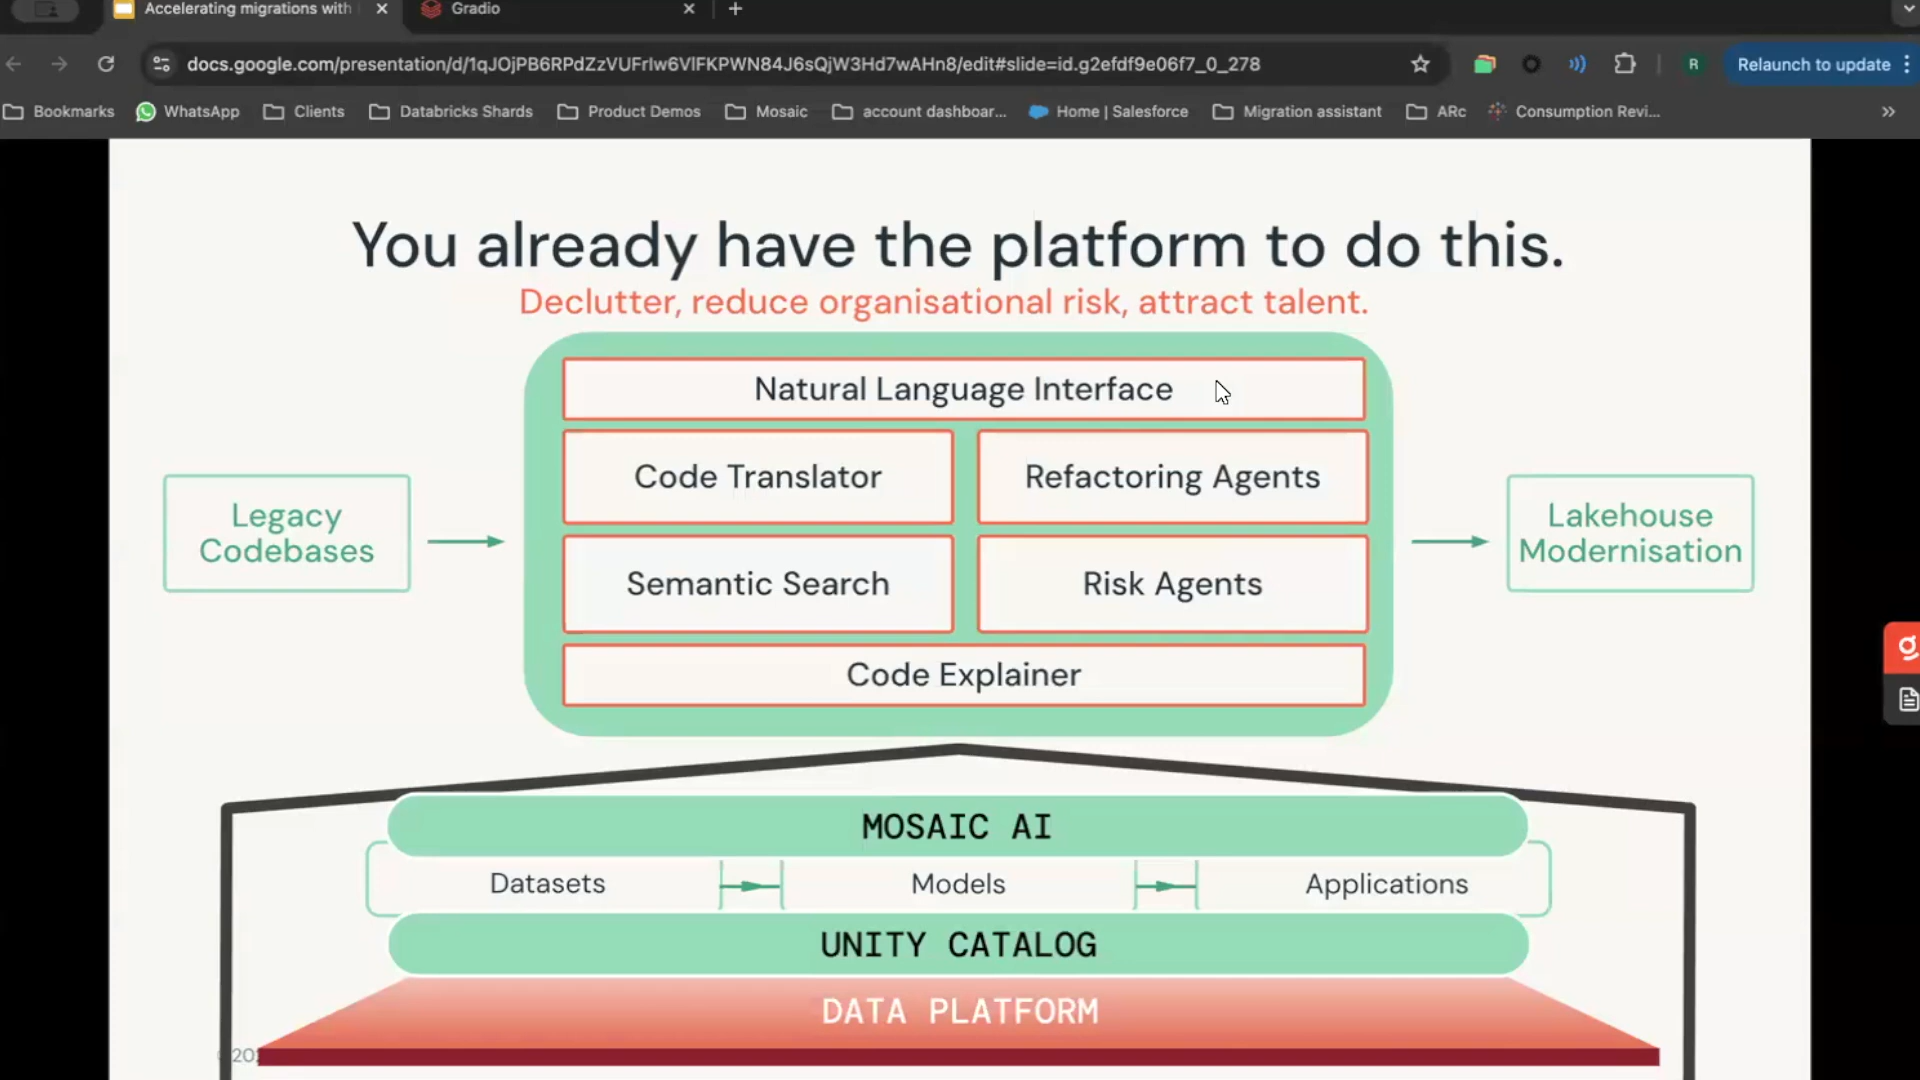 Accelerating migrations with
Gradio
docs.google.com/presentation/d/1qJOjPB6RPdZzVUFrIw6VlFKPWN84J6sQjW3Hd7wAHn8/edit#slide=id.g2efdf9e06f7_0_278
R
Relaunch to update
Bookmarks
WhatsApp
Clients
Databricks Shards
Product Demos
Mosaic
account dashboar...
Home | Salesforce
Migration assistant
ARc
Consumption Revi...
You already have the platform to do this.
Declutter, reduce organisational risk, attract talent.
Natural Language Interface
Code Translator
Refactoring Agents
Legacy
Codebases
Lakehouse
Modernisation
Semantic Search
Risk Agents
Code Explainer
MOSAIC AI
Datasets
Models
Applications
UNITY CATALOG
DATA PLATFORM